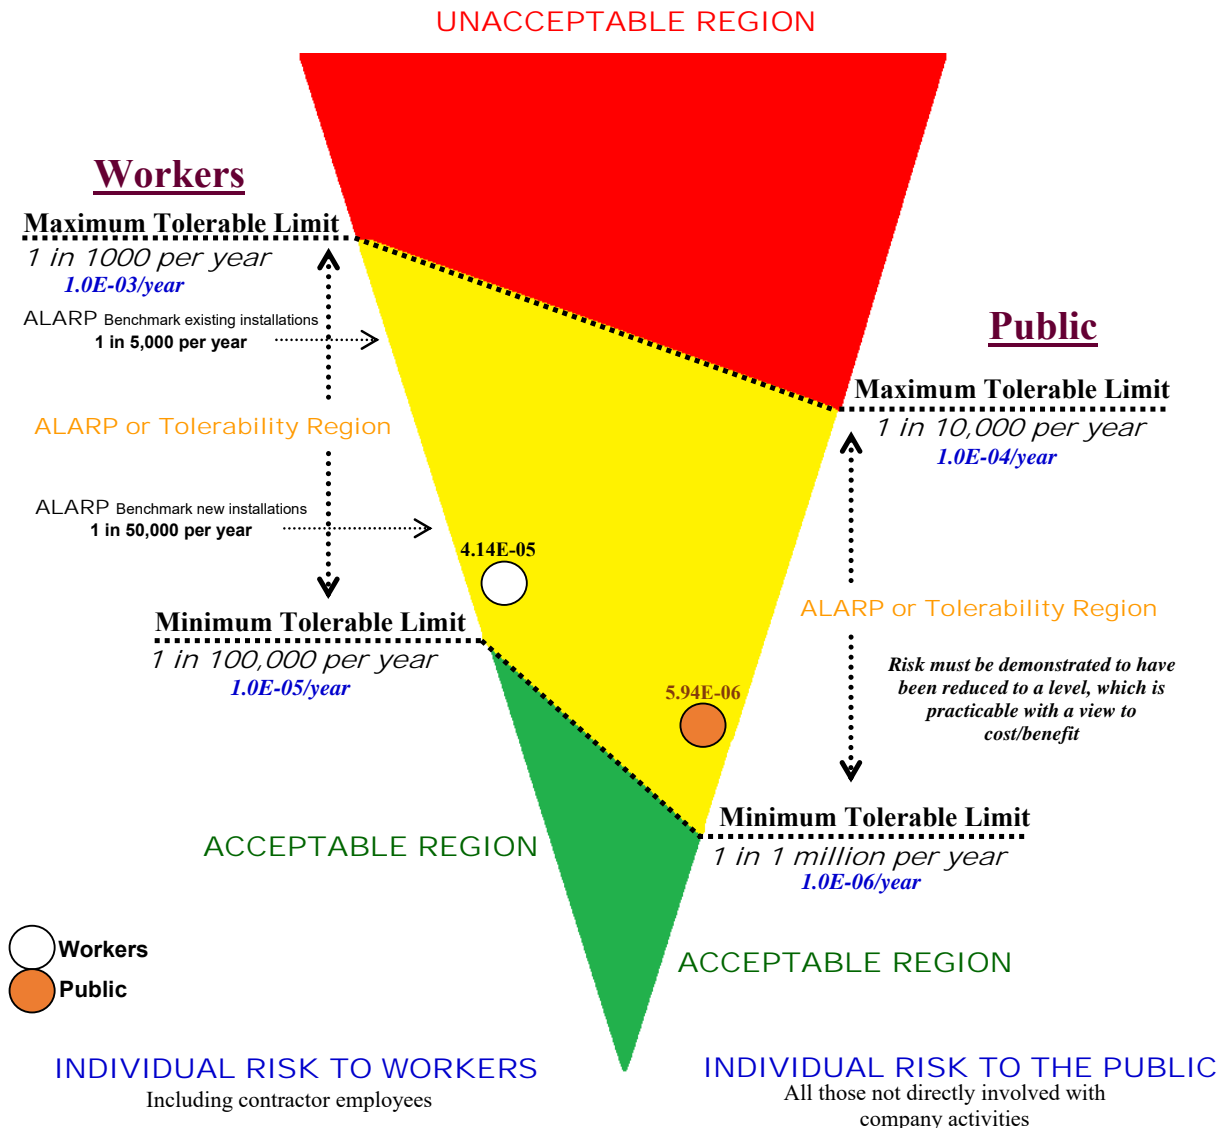 UNACCEPTABLE REGION
Workers
Maximum Tolerable Limit
1 in 1000 per year
1.0E-03/year
ALARP Benchmark existing installations
1 in 5,000 per year
ALARP or Tolerability Region
ALARP Benchmark new installations
1 in 50,000 per year
4.14E-05
Minimum Tolerable Limit
1 in 100,000 per year
1.0E-05/year
ACCEPTABLE REGION
Public
Maximum Tolerable Limit
1 in 10,000 per year
1.0E-04/year
ALARP or Tolerability Region
Risk must be demonstrated to have
been reduced to a level, which is
practicable with a view to
cost/benefit
5.94E-06
Minimum Tolerable Limit
1 in 1 million per year
1.0E-06/year
ACCEPTABLE REGION
Workers
Public
INDIVIDUAL RISK TO WORKERS
Including contractor employees
INDIVIDUAL RISK TO THE PUBLIC
All those not directly involved with
company activities